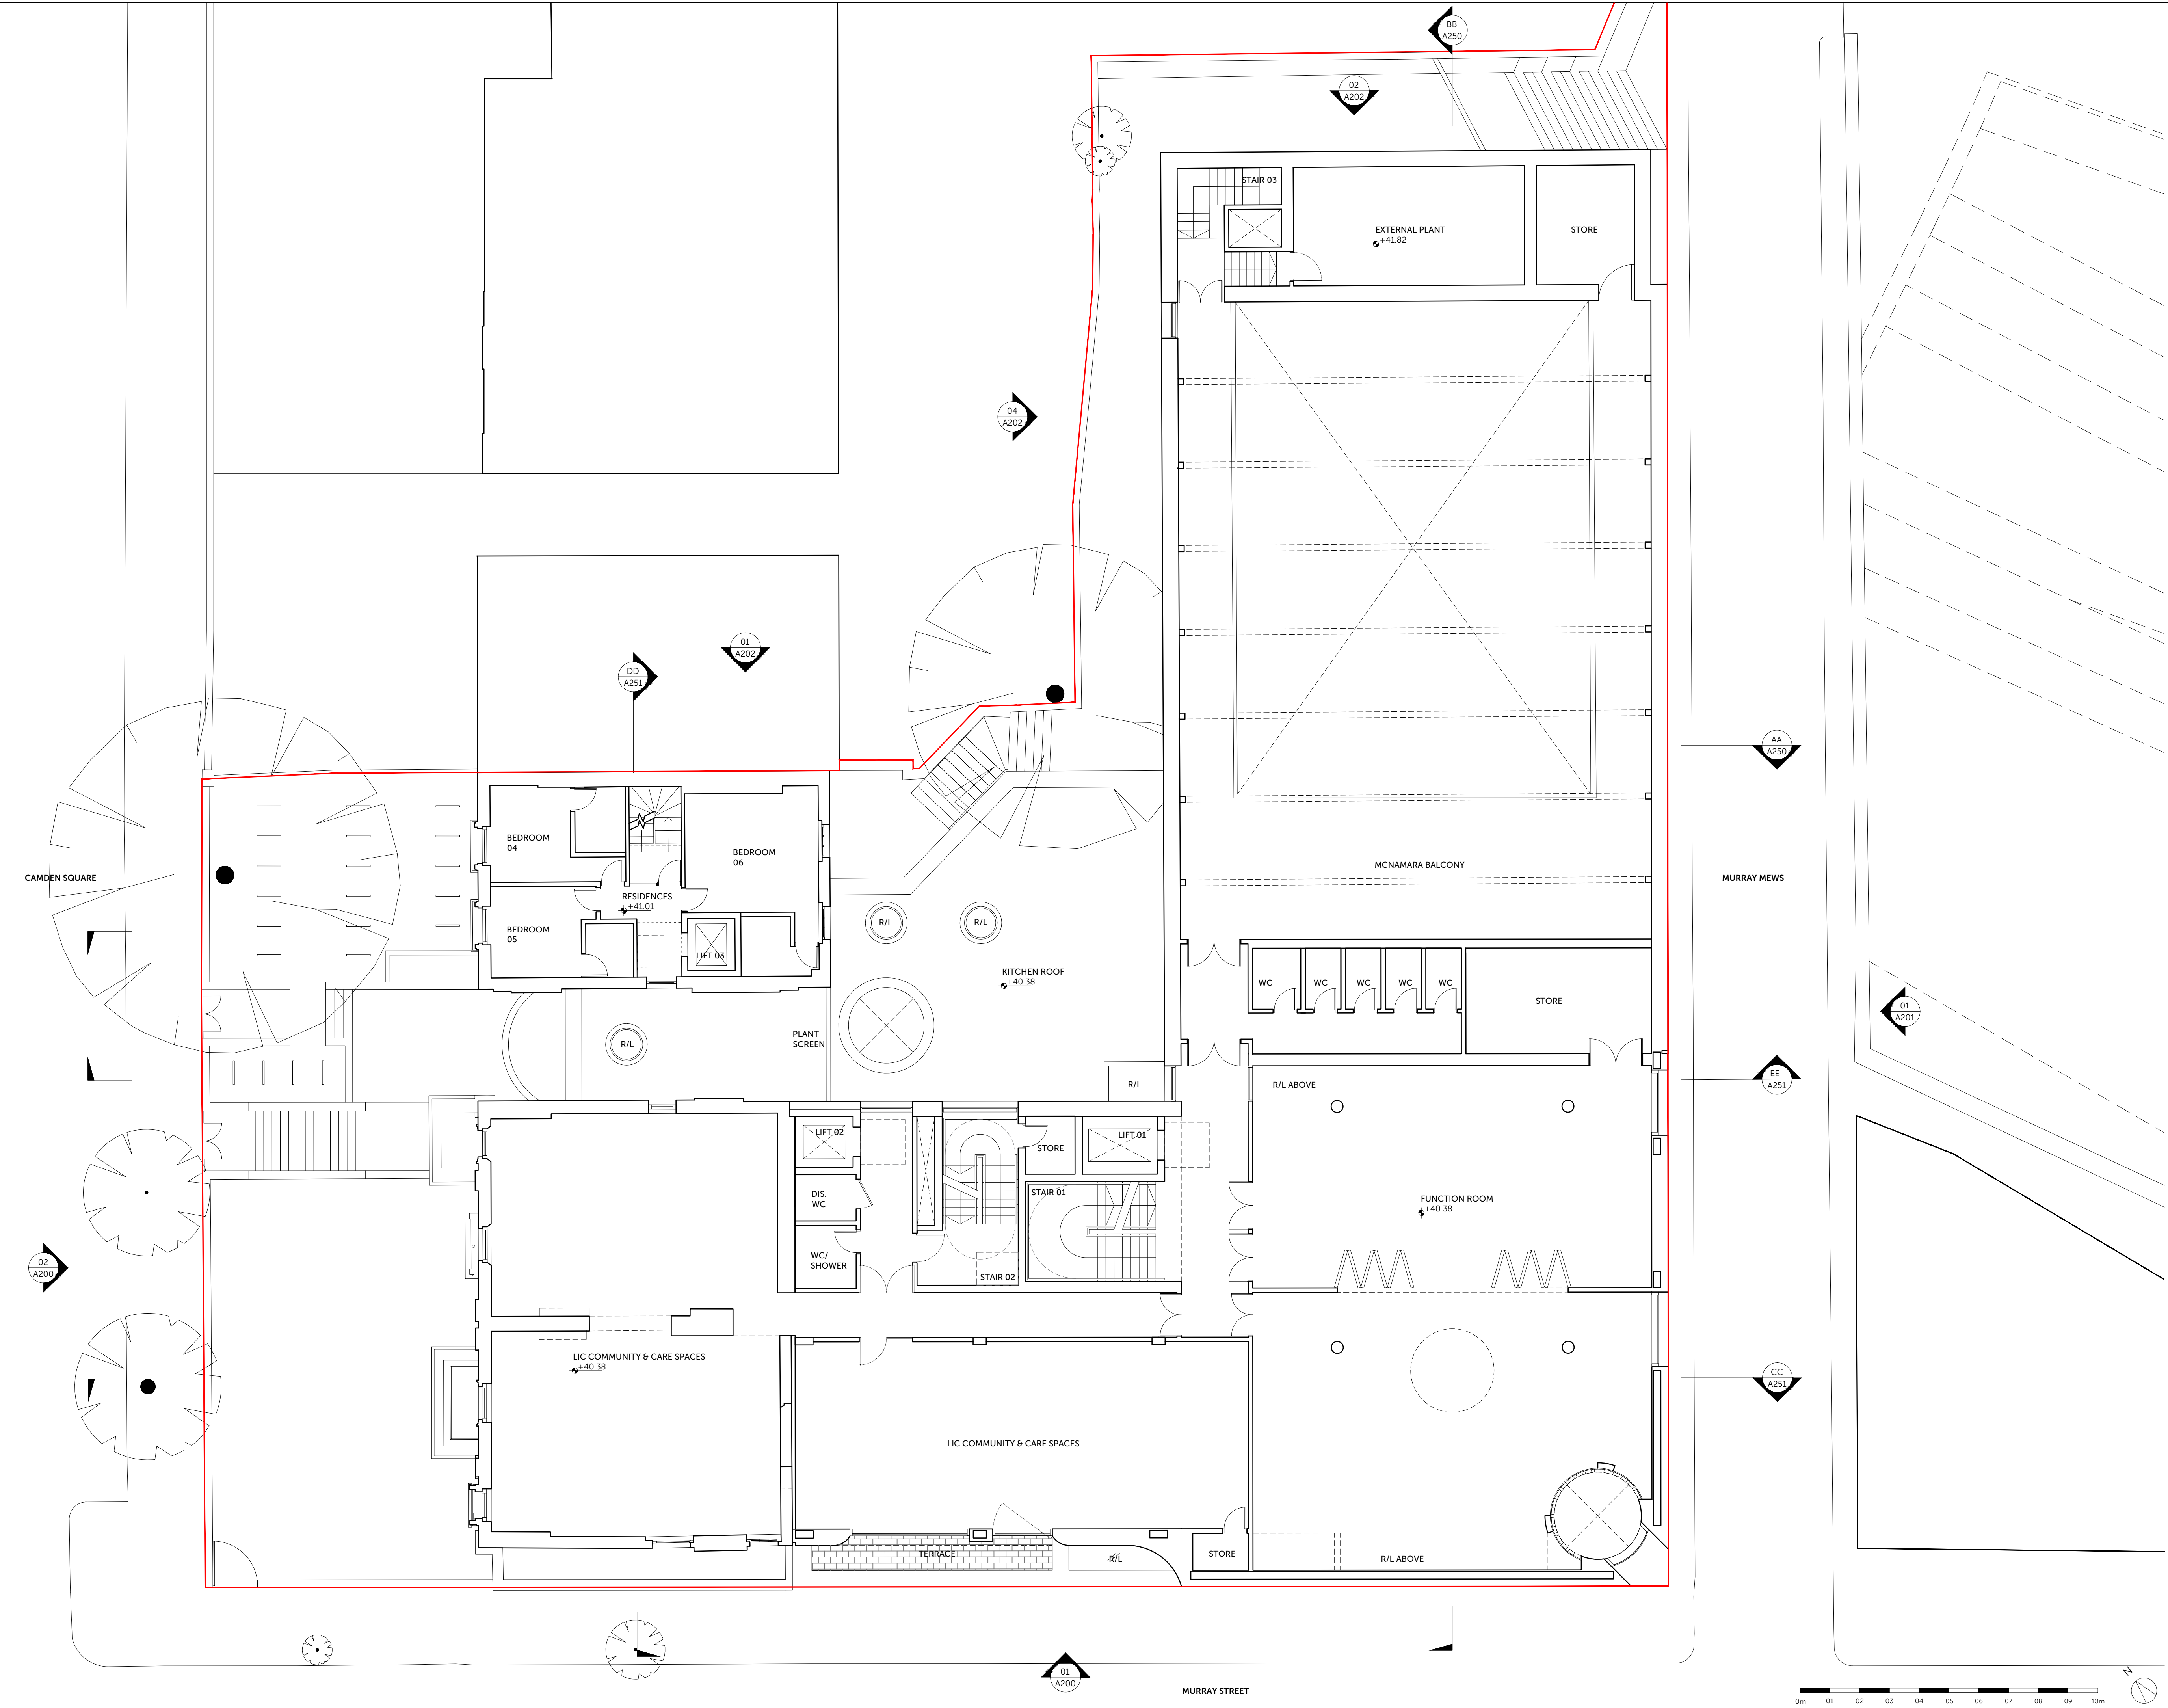 BB
A250
02
A202
STAIR 03
EXTERNAL PLANT
+41.82
STORE
04
A202
01
A202
DD
A251
AA
A250
BEDROOM
04
BEDROOM
06
MCNAMARA BALCONY
CAMDEN SQUARE
MURRAY MEWS
RESIDENCES
+41.01
BEDROOM
05
LIFT 03
R/L
R/L
KITCHEN ROOF
+40.38
WC
WC
WC
WC
WC
STORE
01
A201
PLANT
SCREEN
R/L
R/L
R/L ABOVE
EE
A251
LIFT 02
STORE
LIFT 01
DIS.
WC
STAIR 01
FUNCTION ROOM
+40.38
WC/
SHOWER
STAIR 02
02
A200
LIC COMMUNITY & CARE SPACES
+40.38
CC
A251
LIC COMMUNITY & CARE SPACES
TERRACE
R/L
STORE
R/L ABOVE
01
A200
MURRAY STREET
N
0m 01 02 03 04 05 06 07 08 09 10m